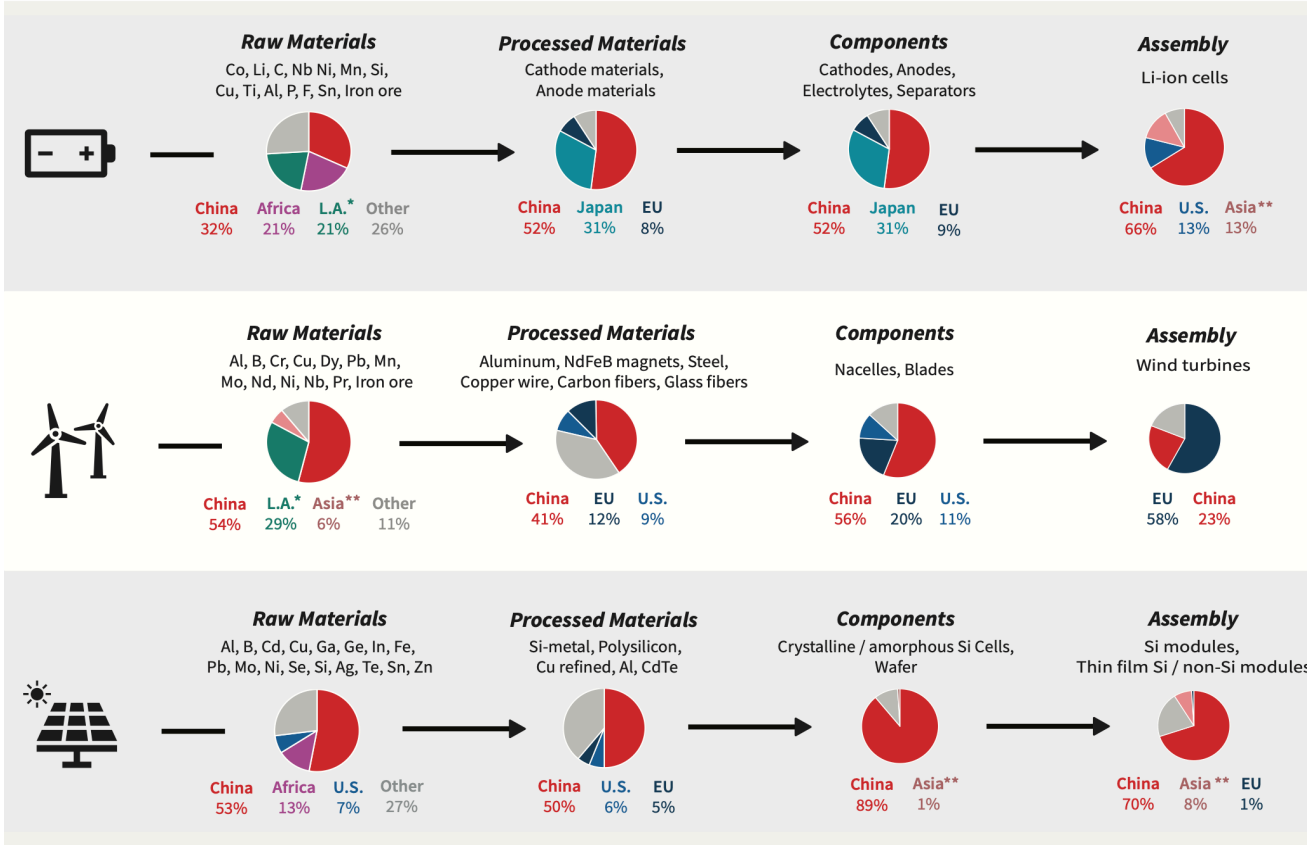 Raw Materials
Co, Li, C, Nb Ni, Mn, Si,
Cu, Ti, Al, P, F, Sn, Iron ore
China Africa L.A.* Other
32% 21% 21% 26%
Processed Materials
Cathode materials,
Anode materials
China Japan EU
52% 31% 8%
Components
Cathodes, Anodes,
Electrolytes, Separators
China Japan EU
52% 31% 9%
Assembly
Li-ion cells
China U.S. Asia**
66% 13% 13%
Raw Materials
Al, B, Cr, Cu, Dy, Pb, Mn,
Mo, Nd, Ni, Nb, Pr, Iron ore
China L.A.* Asia** Other
54% 29% 6% 11%
Processed Materials
Aluminum, NdFeB magnets, Steel,
Copper wire, Carbon fibers, Glass fibers
China EU U.S.
41% 12% 9%
Components
Nacelles, Blades
China EU U.S.
56% 20% 11%
Assembly
Wind turbines
EU China
58% 23%
Raw Materials
Al, B, Cd, Cu, Ga, Ge, In, Fe,
Pb, Mo, Ni, Se, Si, Ag, Te, Sn, Zn
China Africa U.S. Other
53% 13% 7% 27%
Processed Materials
Si-metal, Polysilicon,
Cu refined, Al, CdTe
China U.S. EU
50% 6% 5%
Components
Crystalline / amorphous Si Cells,
Wafer
China Asia**
89% 1%
Assembly
Si modules,
Thin film Si / non-Si modules
China Asia ** EU
70% 8% 1%